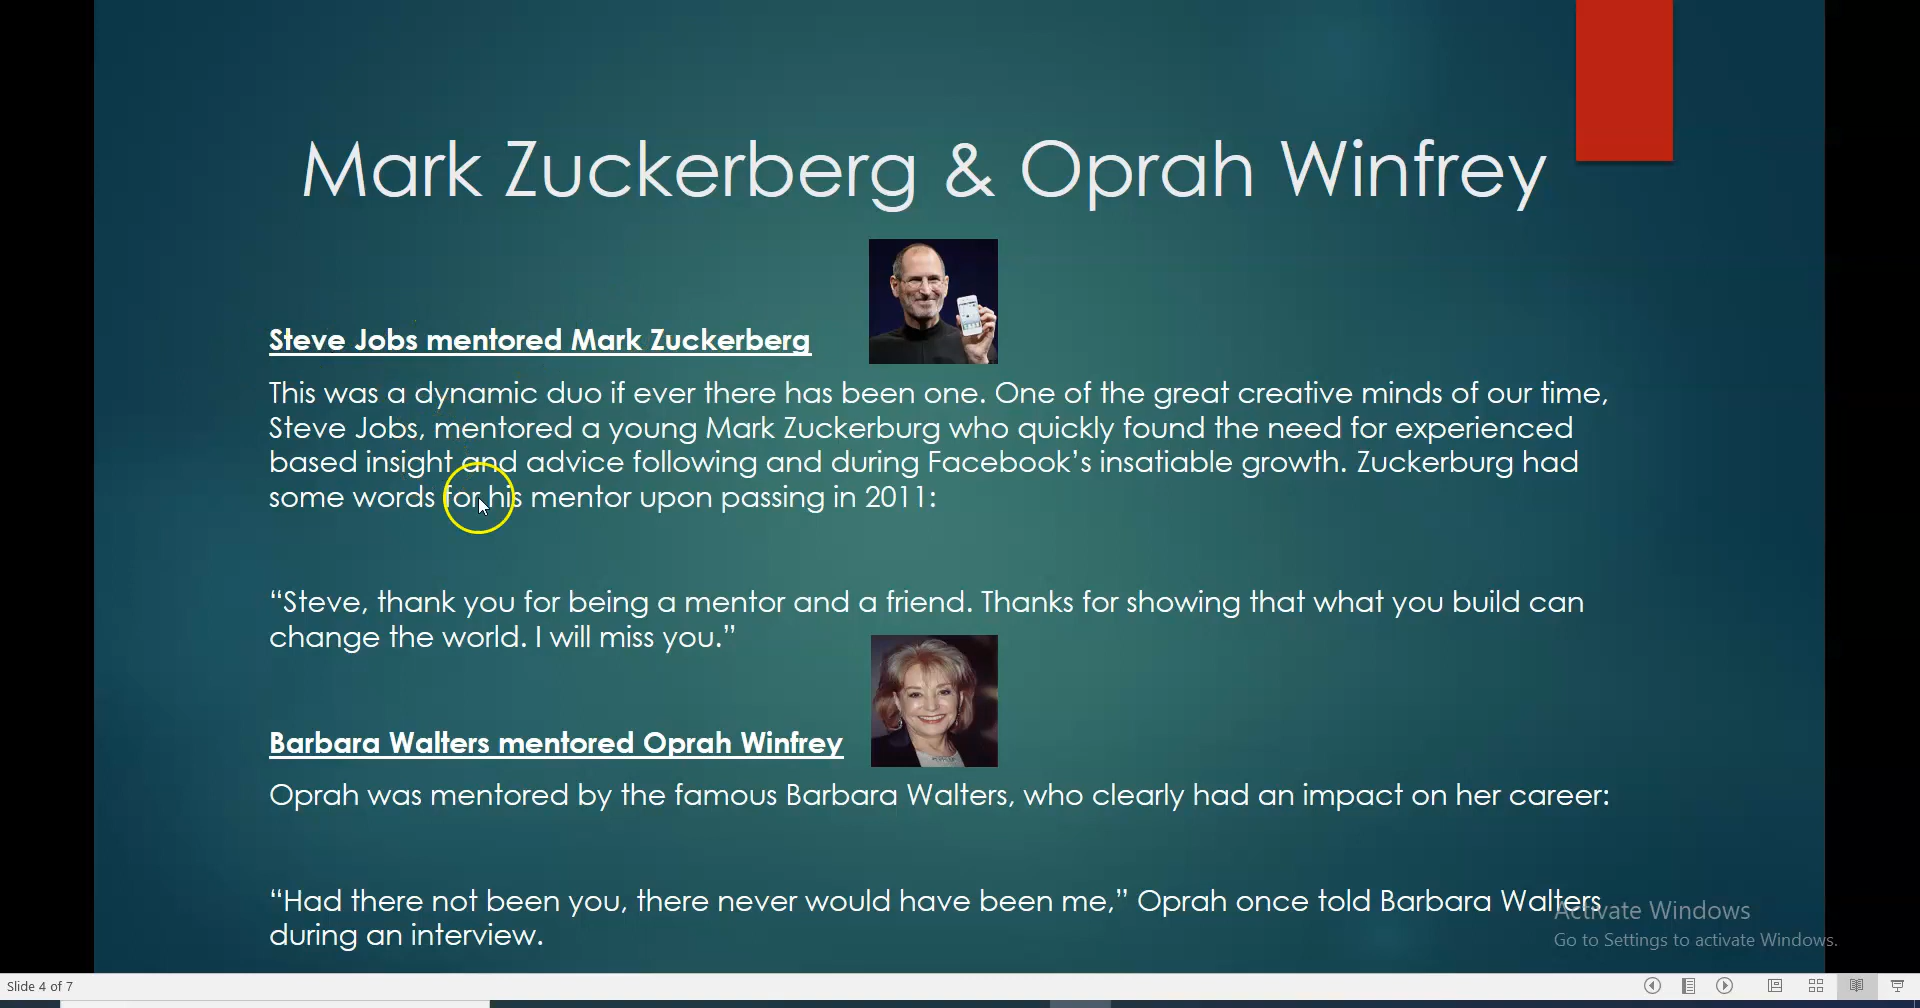 Mark Zuckerberg & Oprah Winfrey
Steve Jobs mentored Mark Zuckerberg
This was a dynamic duo if ever there has been one. One of the great creative minds of our time,
Steve Jobs, mentored a young Mark Zuckerburg who quickly found the need for experienced
based insight and advice following and during Facebook’s insatiable growth. Zuckerburg had
some words for his mentor upon passing in 2011:
“Steve, thank you for being a mentor and a friend. Thanks for showing that what you build can
change the world. I will miss you.”
Barbara Walters mentored Oprah Winfrey
Oprah was mentored by the famous Barbara Walters, who clearly had an impact on her career:
“Had there not been you, there never would have been me,” Oprah once told Barbara Walters
during an interview.
Activate Windows
Go to Settings to activate Windows.
Slide 4 of 7